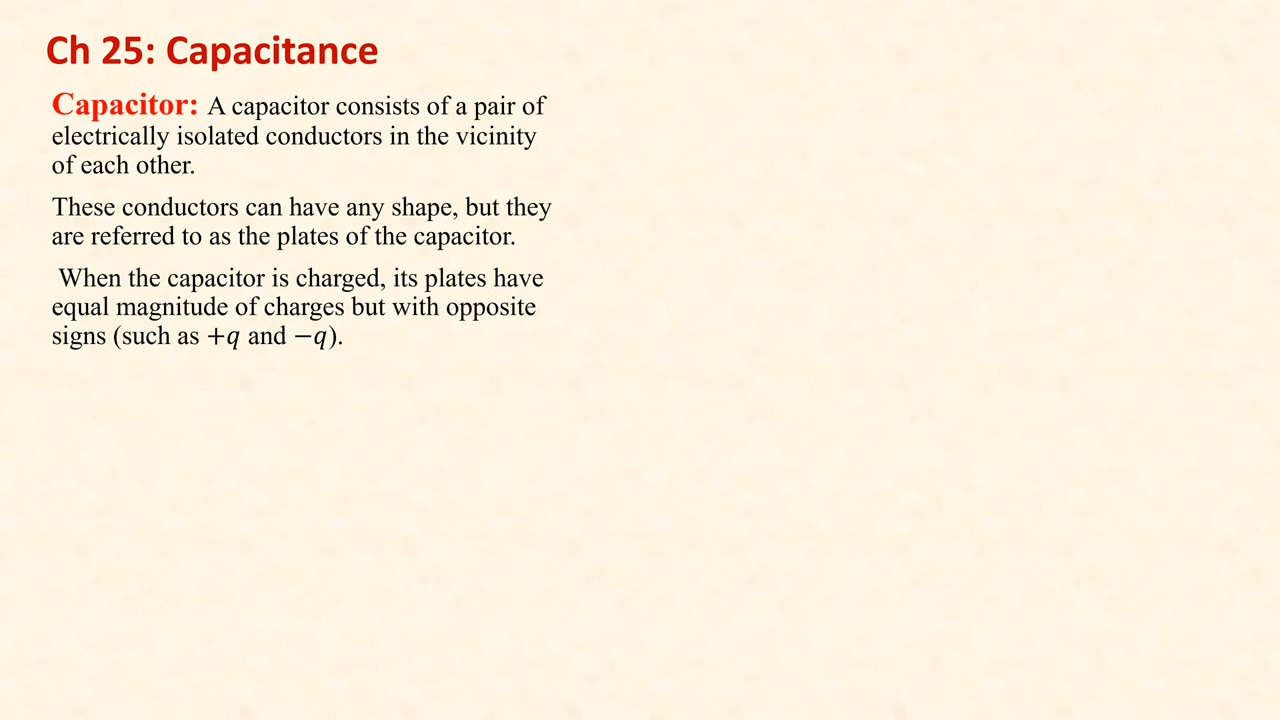 Ch 25: Capacitance
Capacitor: A capacitor consists of a pair of
electrically isolated conductors in the vicinity
of each other.
These conductors can have any shape, but they
are referred to as the plates of the capacitor.
When the capacitor is charged, its plates have
equal magnitude of charges but with opposite
signs (such as +𝑞 and −𝑞).